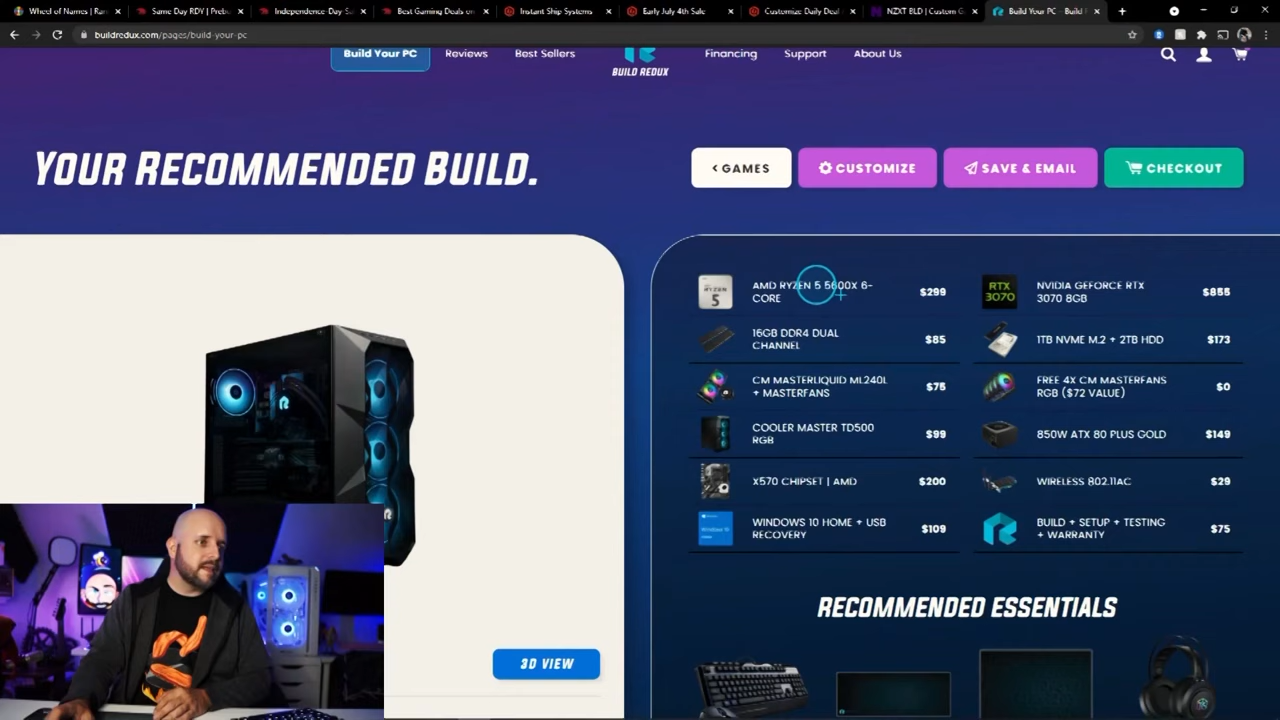 Wheel of Names | Ran
Same Day RDY | Prebu
Independence-Day Sa
Best Gaming Deals on
Instant Ship Systems
Early July 4th Sale
Customize Daily Deal
NZXT BLD | Custom G
Build Your PC - Build F
buildredux.com/pages/build-your-pc
Build Your PC
Reviews
Best Sellers
BUILD REDUX
Financing
Support
About Us
YOUR RECOMMENDED BUILD.
< GAMES
CUSTOMIZE
SAVE & EMAIL
CHECKOUT
RYZEN
5
AMD RYZEN 5 5600X 6-
CORE
$299
RTX
3070
NVIDIA GEFORCE RTX
3070 8GB
$855
16GB DDR4 DUAL
CHANNEL
$85
1TB NVME M.2 + 2TB HDD
$173
CM MASTERLIQUID ML240L
+ MASTERFANS
$75
FREE 4X CM MASTERFANS
RGB ($72 VALUE)
$0
COOLER MASTER TD500
RGB
$99
850W ATX 80 PLUS GOLD
$149
X570 CHIPSET | AMD
$200
WIRELESS 802.11AC
$29
WINDOWS 10 HOME + USB
RECOVERY
$109
BUILD + SETUP + TESTING
+ WARRANTY
$75
RECOMMENDED ESSENTIALS
3D VIEW